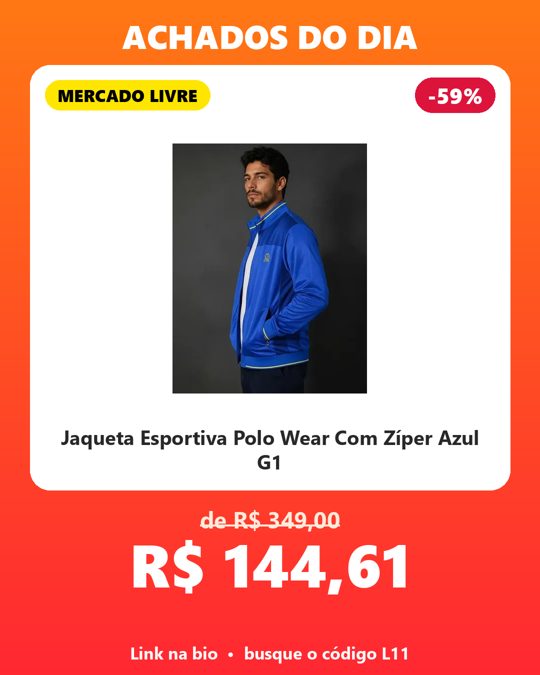 ACHADOS DO DIA
MERCADO LIVRE
-59%
Jaqueta Esportiva Polo Wear Com Zíper Azul
G1
de R$ 349,00
R$ 144,61
Link na bio • busque o código L11